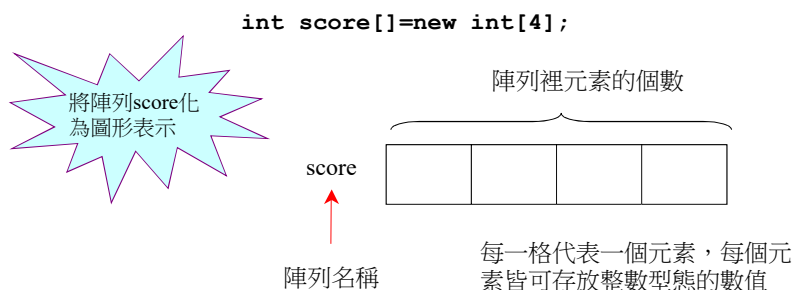 int score[]=new int[4];
將陣列score化
為圖形表示
陣列裡元素的個數
score
陣列名稱
每一格代表一個元素，每個元
素皆可存放整數型態的數值